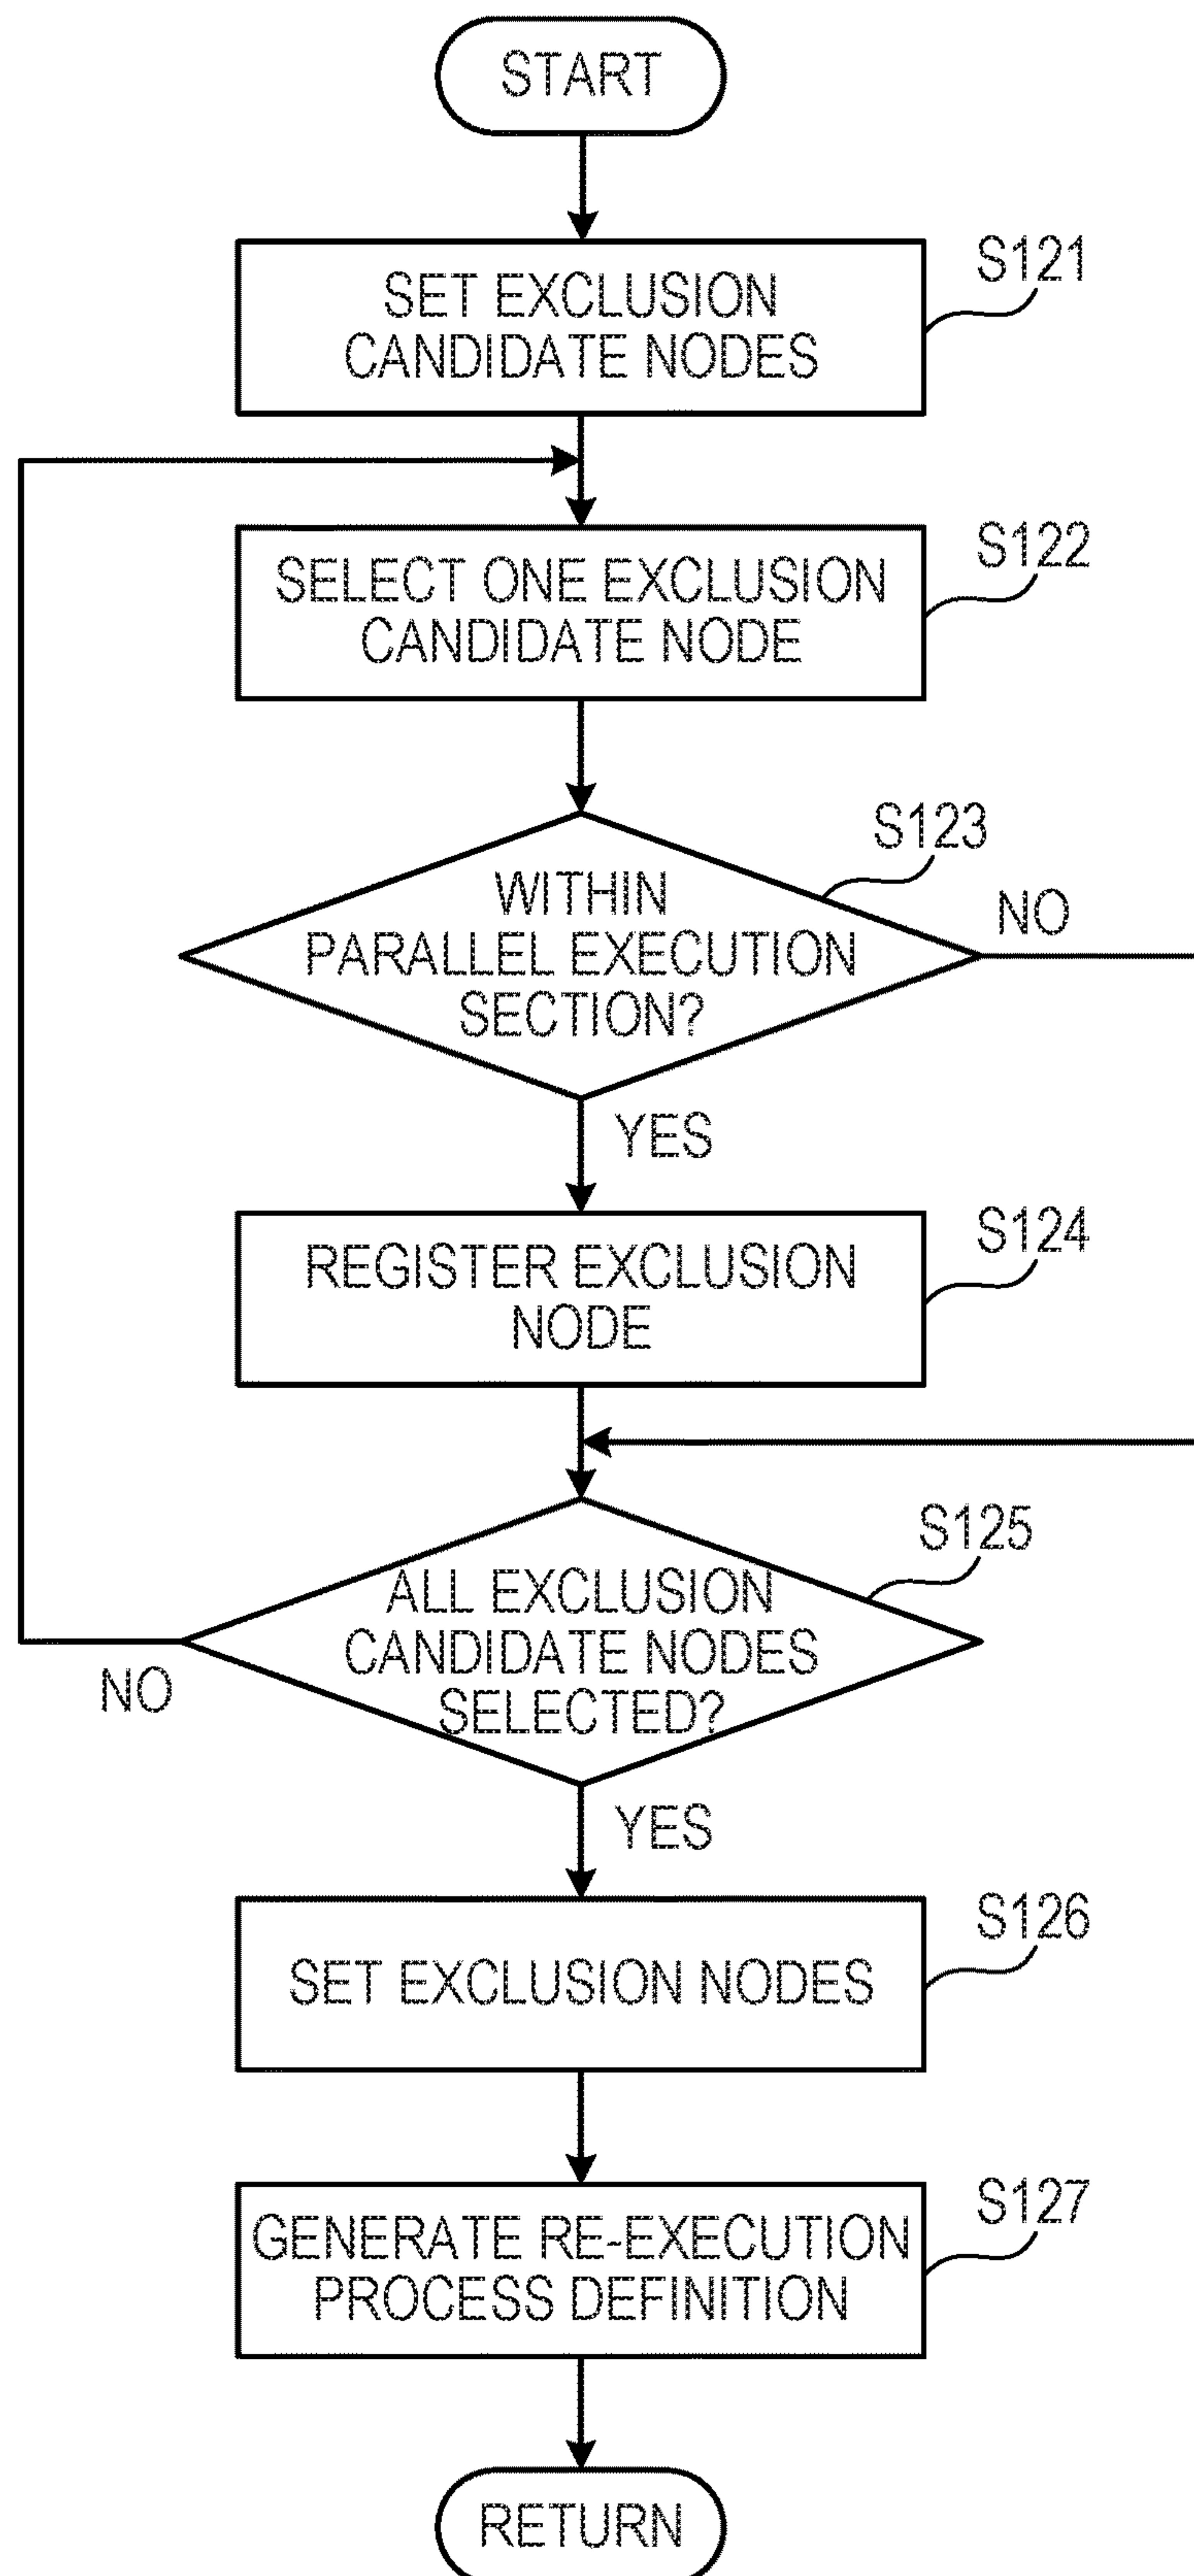 START
SET EXCLUSION
CANDIDATE NODES
S121
SELECT ONE EXCLUSION
CANDIDATE NODE
S122
WITHIN
PARALLEL EXECUTION
SECTION?
S123
NO
YES
REGISTER EXCLUSION
NODE
S124
ALL EXCLUSION
CANDIDATE NODES
SELECTED?
S125
NO
YES
SET EXCLUSION NODES
S126
GENERATE RE-EXECUTION
PROCESS DEFINITION
S127
RETURN